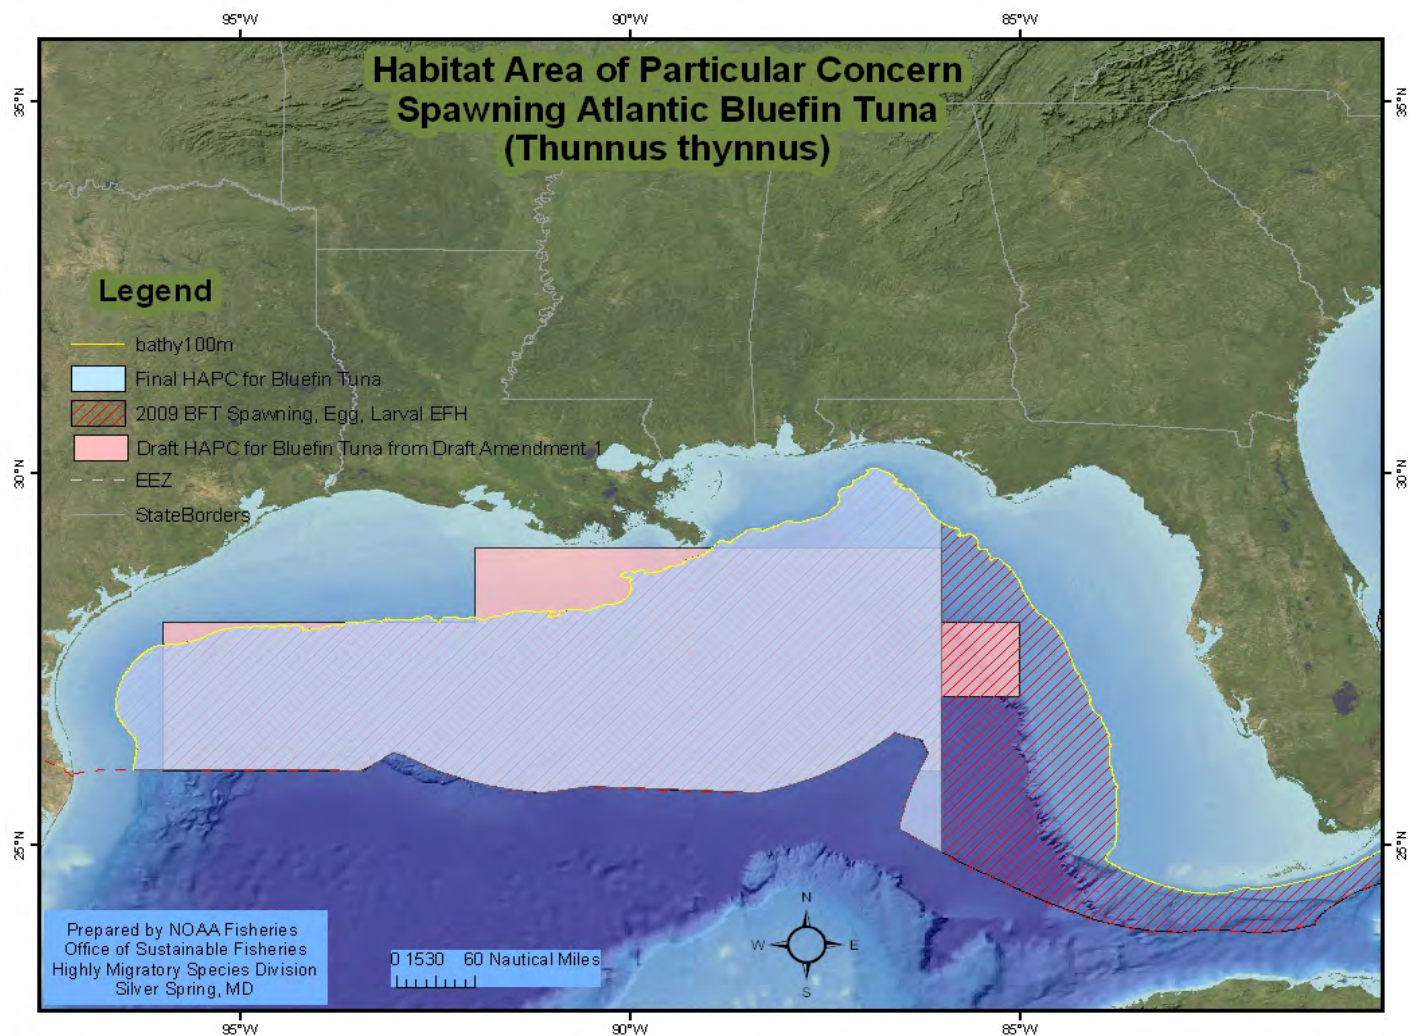 95°W
90°W
85°W
Habitat Area of Particular Concern
Spawning Atlantic Bluefin Tuna
(Thunnus thynnus)
35°N
35°N
Legend
bathy100m
Final HAPC for Bluefin Tuna
2009 BFT Spawning, Egg, Larval EFH
Draft HAPC for Bluefin Tuna from Draft Amendment 1
EEZ
StateBorders
30°N
30°N
25°N
25°N
N
W
E
S
Prepared by NOAA Fisheries
Office of Sustainable Fisheries
Highly Migratory Species Division
Silver Spring, MD
0 1530 60 Nautical Miles
95°W
90°W
85°W